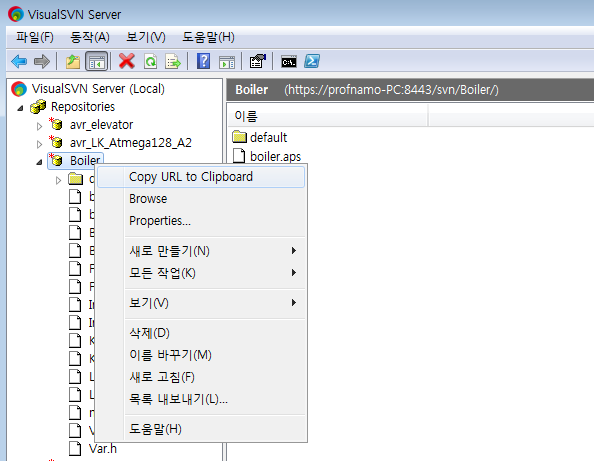 VisualSVN Server
파일(F) 동작(A) 보기(V) 도움말(H)
VisualSVN Server (Local)
Repositories
avr_elevator
avr_LK_Atmega128_A2
Boiler
Boiler (https://profnamo-PC:8443/svn/Boiler/)
이름
default
boiler.aps
Copy URL to Clipboard
Browse
Properties...
새로 만들기(N)
모든 작업(K)
보기(V)
삭제(D)
이름 바꾸기(M)
새로 고침(F)
목록 내보내기(L)...
도움말(H)
Var.h